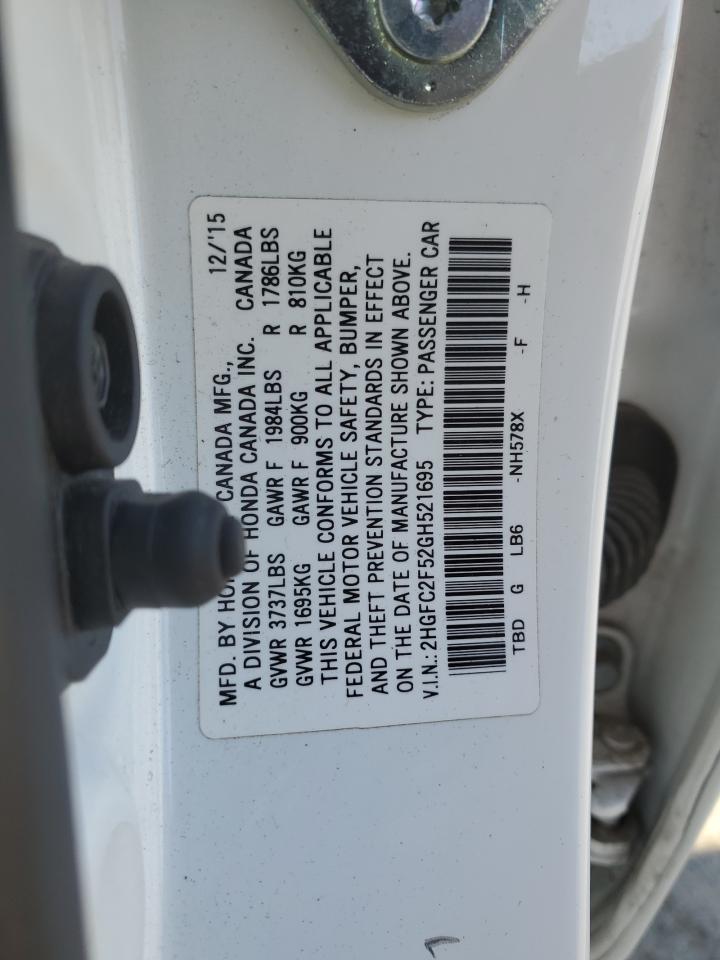 MFD. BY CANADA MFG., 12/'15
A DIVISION OF HONDA CANADA INC. CANADA
GVWR 3737LBS GAWR F 1984LBS R 1786LBS
GVWR 1695KG GAWR F 900KG R 810KG
THIS VEHICLE CONFORMS TO ALL APPLICABLE
FEDERAL MOTOR VEHICLE SAFETY, BUMPER,
AND THEFT PREVENTION STANDARDS IN EFFECT
ON THE DATE OF MANUFACTURE SHOWN ABOVE.
V.I.N.: 2HGFC2F52GH521695 TYPE: PASSENGER CAR
TBD G LB6 -NH578X -F -H